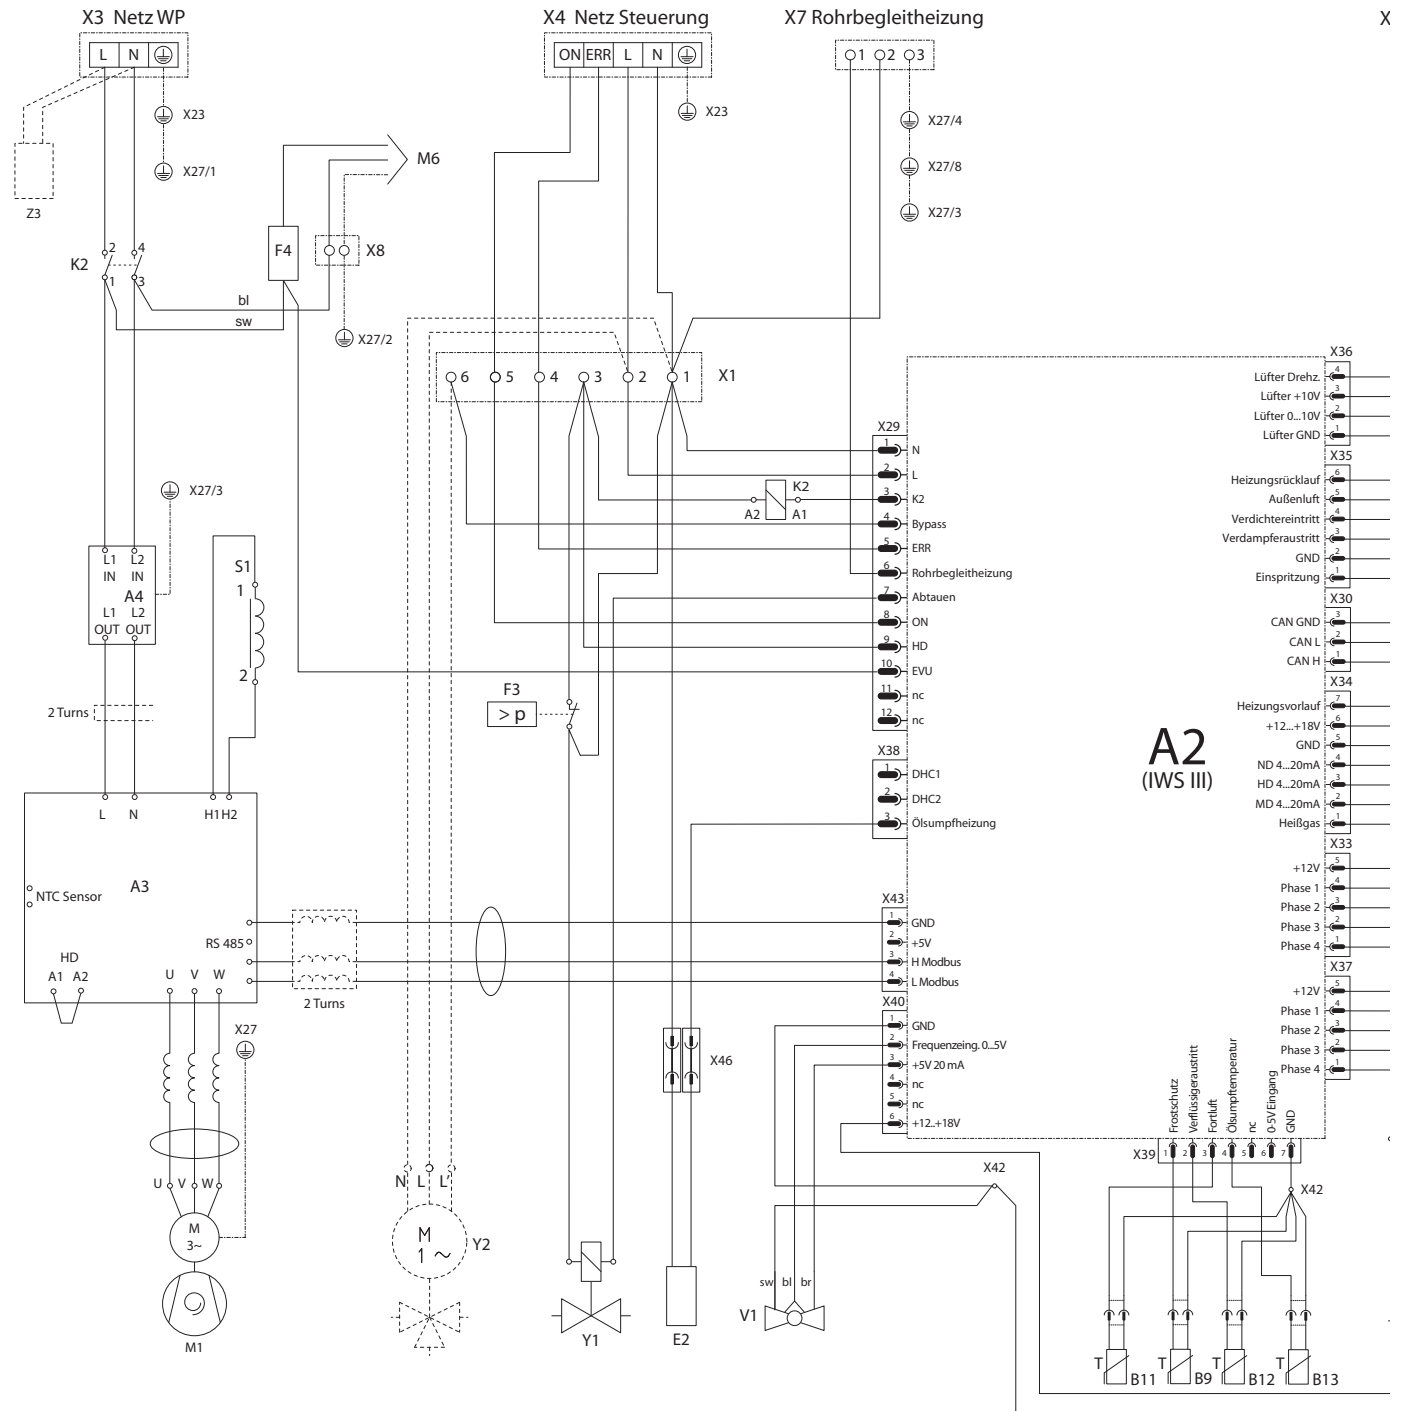 X3 Netz WP
X4 Netz Steuerung
X7 Rohrbegleitheizung
X
L N
ON ERR L N
1 2 3
X23
X23
X27/4
X27/1
X27/8
X27/3
Z3
M6
F4
X8
K2
2 4
1 3
bl
sw
X27/2
6 5 4 3 2 1
X1
X27/3
L1 L2
IN IN
A4
L1 L2
OUT OUT
S1
1
2
2 Turns
F3
> p
K2
A2 A1
X29
1 N
2 L
3 K2
4 Bypass
5 ERR
6 Rohrbegleitheizung
7 Abtauen
8 ON
9 HD
10 EVU
11 nc
12 nc
X38
1 DHC1
2 DHC2
3 Ölsumpfheizung
A2
(IWS III)
X36
Lüfter Drehz. 4
Lüfter +10V 3
Lüfter 0...10V 2
Lüfter GND 1
X35
Heizungsrücklauf 6
Außenluft 5
Verdichtereintritt 4
Verdampferaustritt 3
GND 2
Einspritzung 1
X30
CAN GND 3
CAN L 2
CAN H 1
X34
Heizungsvorlauf 7
+12...+18V 6
GND 5
ND 4...20mA 4
HD 4...20mA 3
MD 4...20mA 2
Heißgas 1
X33
+12V 5
Phase 1 4
Phase 2 3
Phase 3 2
Phase 4 1
X37
+12V 5
Phase 1 4
Phase 2 3
Phase 3 2
Phase 4 1
L N H1 H2
A3
NTC Sensor
RS 485
HD
A1 A2
U V W
2 Turns
X43
1 GND
2 +5V
3 H Modbus
4 L Modbus
X40
1 GND
2 Frequenzeing. 0...5V
3 +5V 20 mA
4 nc
5 nc
6 +12..+18V
X27
X46
Frostschutz
Verflüssigeraustritt
Fortluft
Ölsumpftemperatur
nc
0-5V Eingang
GND
X39 1 2 3 4 5 6 7
X42
X42
U V W
M
3~
M1
N L L'
M
1 ~
Y2
Y1
E2
sw bl br
V1
T B11
T B9
T B12
T B13